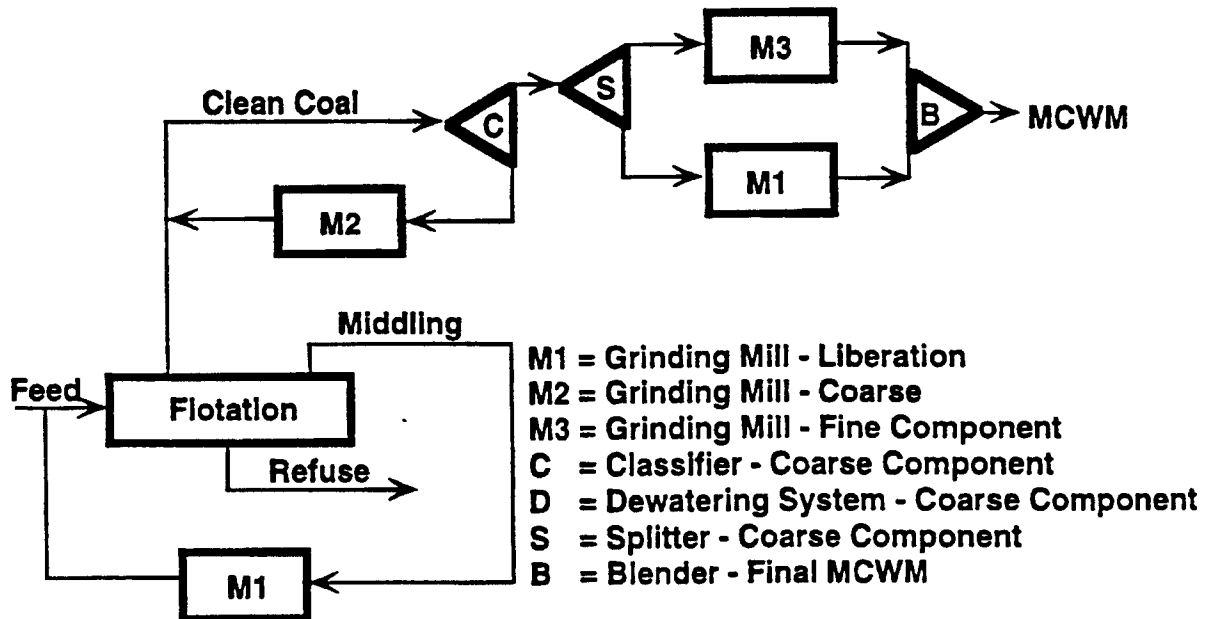 M3
S
Clean Coal
C
B
MCWM
M1
M2
Middling
M1 = Grinding Mill - Liberation
M2 = Grinding Mill - Coarse
M3 = Grinding Mill - Fine Component
C = Classifier - Coarse Component
D = Dewatering System - Coarse Component
S = Splitter - Coarse Component
B = Blender - Final MCWM
Feed
Flotation
Refuse
M1